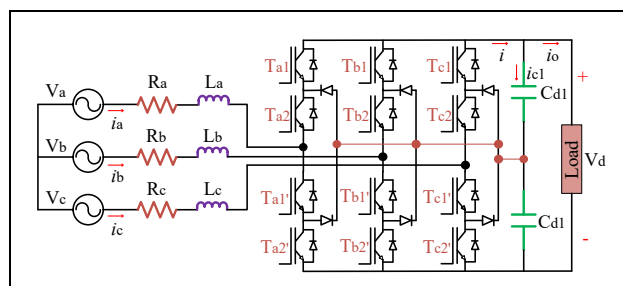 Ta1 Tb1 Tc1 i io
ic1
Va Ra La Cd1
ia Ta2 Tb2 Tc2 +
Vb Rb Lb
ib Load Vd
Vc Rc Lc Ta1' Tb1' Tc1'
ic Cd1
Ta2' Tb2' Tc2' -